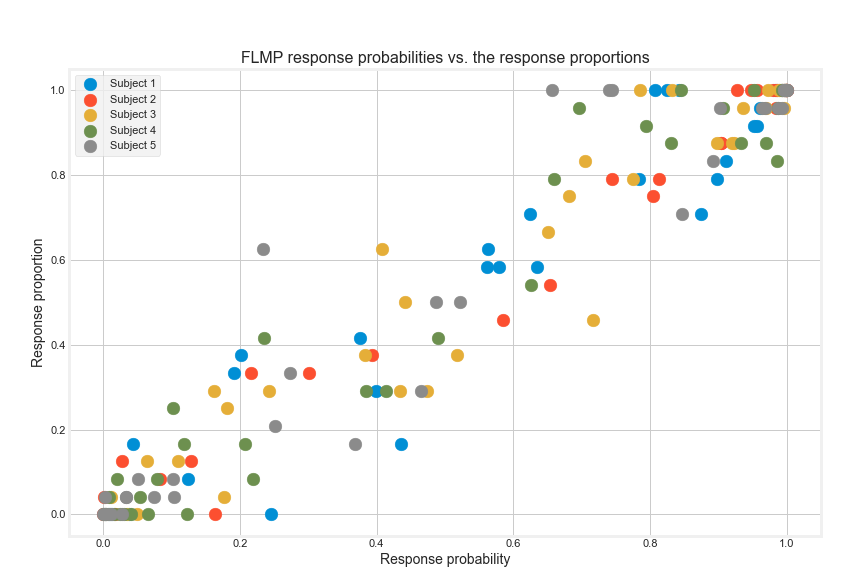 FLMP response probabilities vs. the response proportions
Subject 1
Subject 2
Subject 3
Subject 4
Subject 5
1.0
0.8
0.6
0.4
0.2
0.0
Response proportion
0.0 0.2 0.4 0.6 0.8 1.0
Response probability